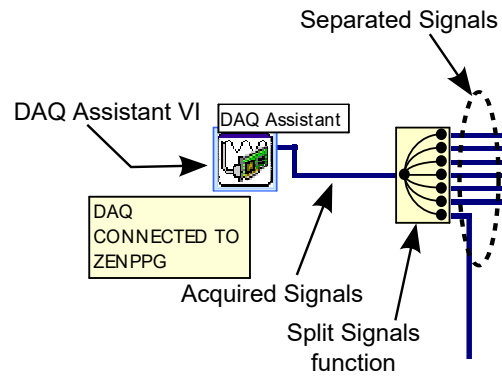 Separated Signals
DAQ Assistant VI
DAQ Assistant
DAQ
CONNECTED TO
ZENPPG
Acquired Signals
Split Signals
function